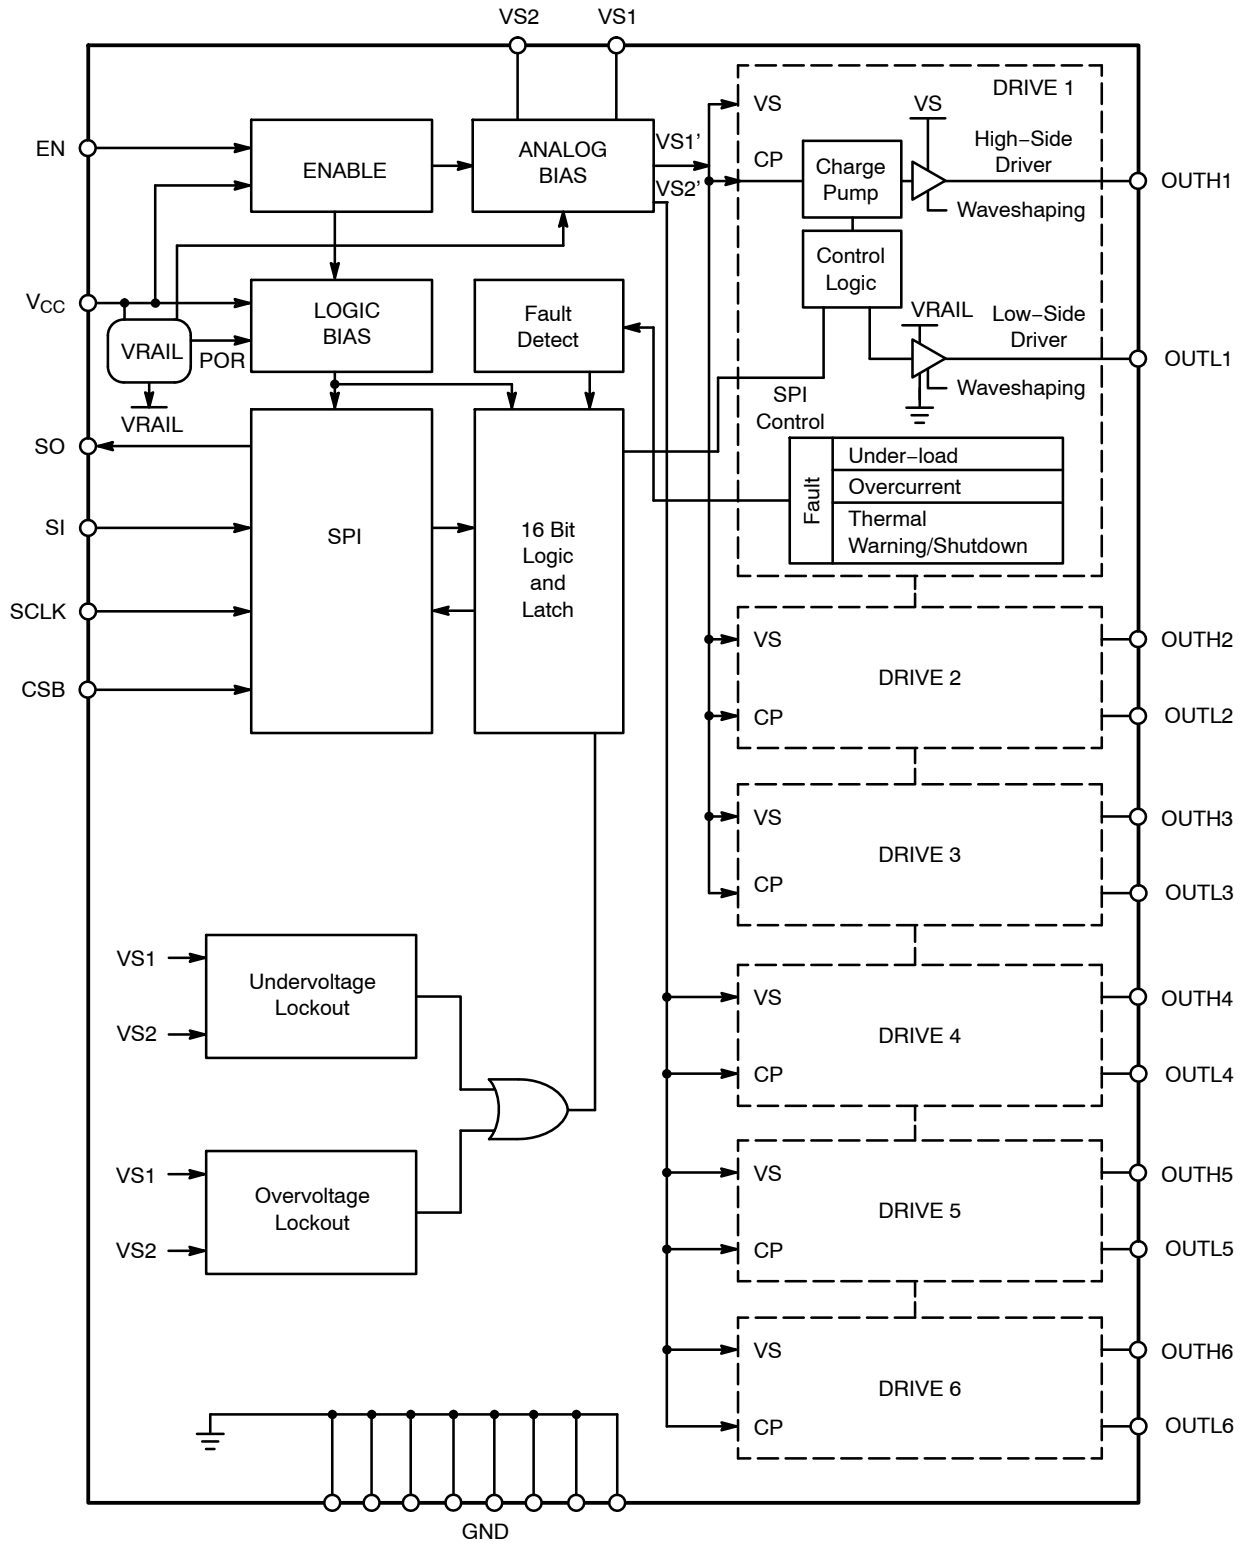 VS2
VS1
EN
ENABLE
ANALOG
BIAS
VS1’
VS2’
VS
CP
DRIVE 1
Charge
Pump
VS
High−Side
Driver
Waveshaping
OUTH1
Control
Logic
VCC
VRAIL
POR
VRAIL
LOGIC
BIAS
Fault
Detect
VRAIL
Low−Side
Driver
Waveshaping
OUTL1
SPI
Control
SO
SI
SCLK
CSB
SPI
16 Bit
Logic
and
Latch
Fault
Under−load
Overcurrent
Thermal
Warning/Shutdown
VS
DRIVE 2
CP
OUTH2
OUTL2
VS
DRIVE 3
CP
OUTH3
OUTL3
VS1
VS2
Undervoltage
Lockout
VS
DRIVE 4
CP
OUTH4
OUTL4
VS1
VS2
Overvoltage
Lockout
VS
DRIVE 5
CP
OUTH5
OUTL5
VS
DRIVE 6
CP
OUTH6
OUTL6
GND